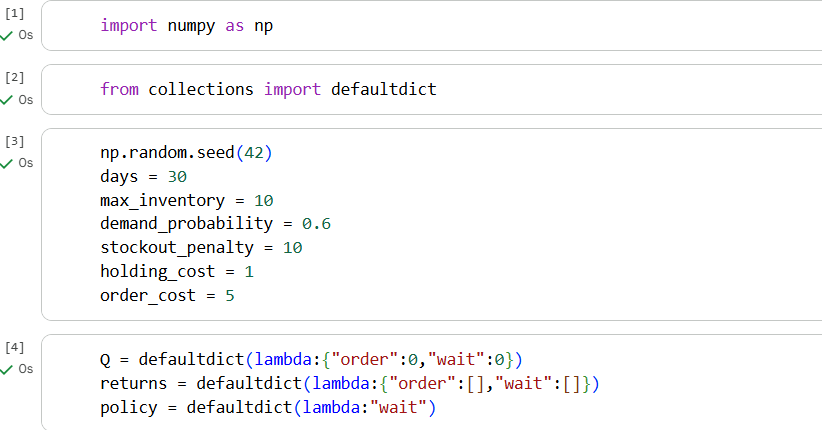 [1]
0s
import numpy as np
[2]
0s
from collections import defaultdict
[3]
0s
np.random.seed(42)
days = 30
max_inventory = 10
demand_probability = 0.6
stockout_penalty = 10
holding_cost = 1
order_cost = 5
[4]
0s
Q = defaultdict(lambda:{"order":0,"wait":0})
returns = defaultdict(lambda:{"order":[],"wait":[]})
policy = defaultdict(lambda:"wait")